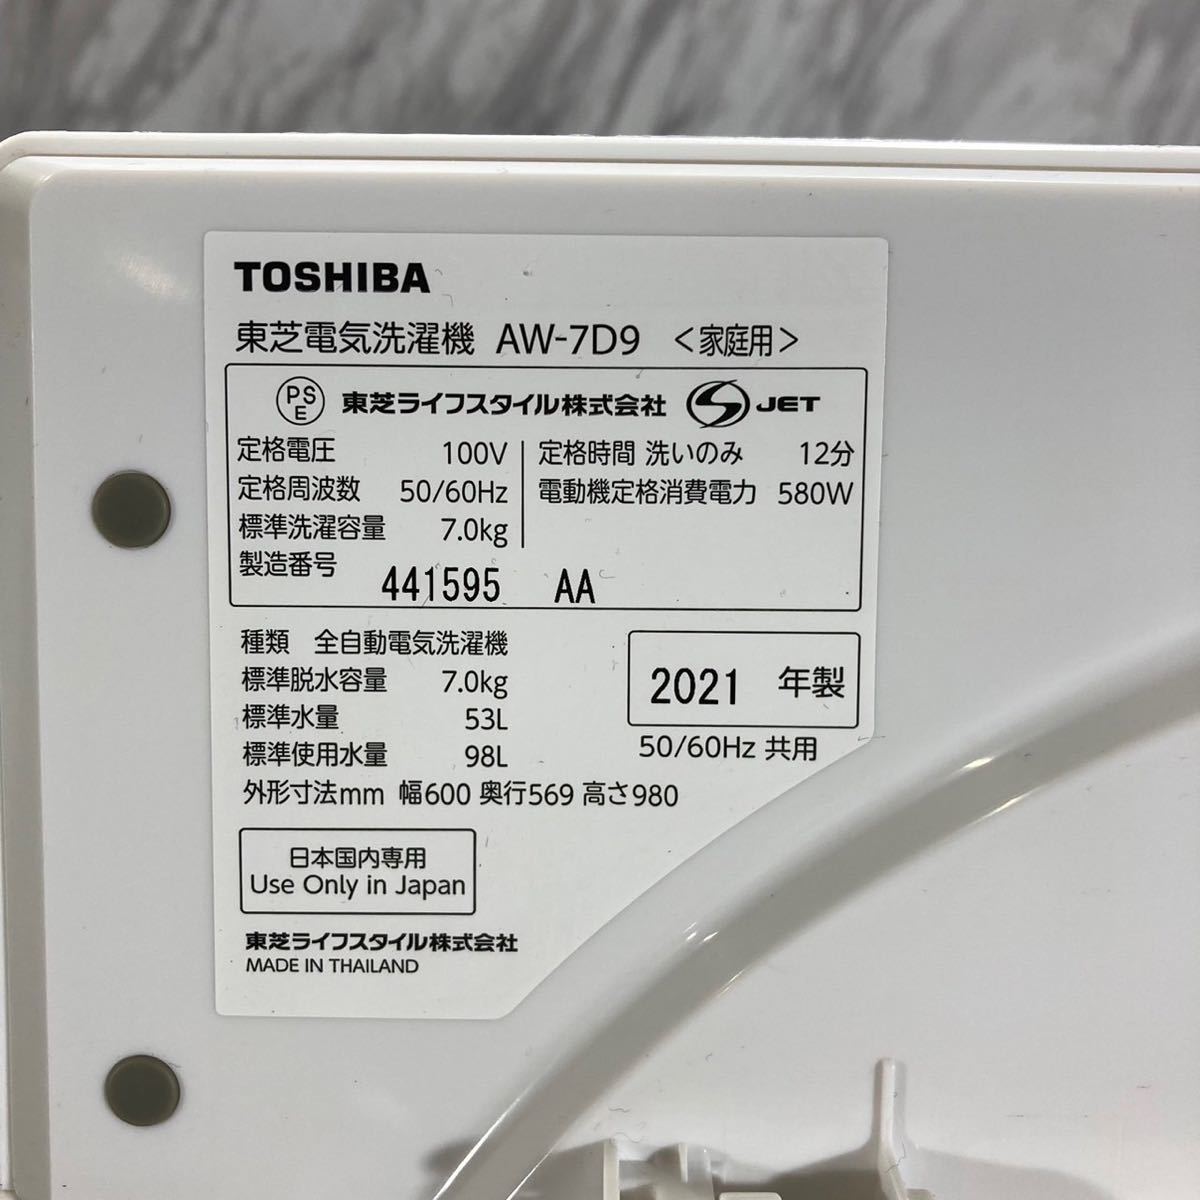 TOSHIBA
東芝電気洗濯機 AW-7D9 <家庭用>
PSE 東芝ライフスタイル株式会社 S JET
定格電圧 100V
定格周波数 50/60Hz
標準洗濯容量 7.0kg
定格時間 洗いのみ 12分
電動機定格消費電力 580W
製造番号 441595 AA
種類 全自動電気洗濯機
標準脱水容量 7.0kg
標準水量 53L
標準使用水量 98L
外形寸法mm 幅600 奥行569 高さ980
2021 年製
50/60Hz 共用
日本国内専用
Use Only in Japan
東芝ライフスタイル株式会社
MADE IN THAILAND